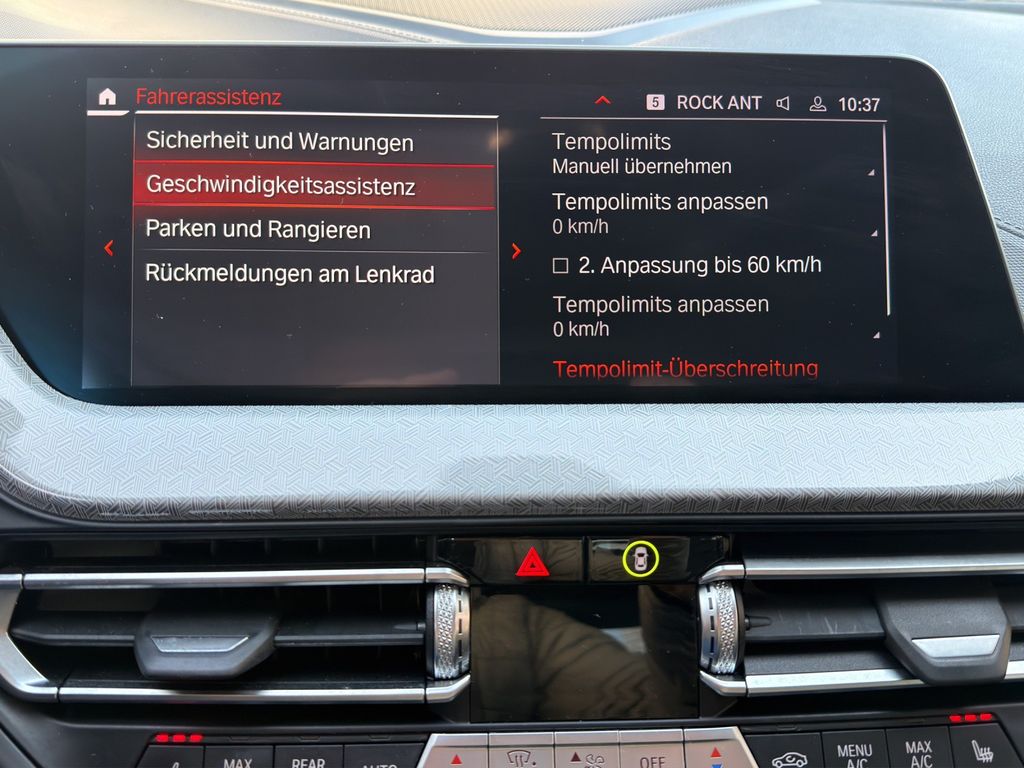 Fahrerassistenz
5 ROCK ANT 10:37
Sicherheit und Warnungen
Geschwindigkeitsassistenz
Parken und Rangieren
Rückmeldungen am Lenkrad
Tempolimits
Manuell übernehmen
Tempolimits anpassen
0 km/h
2. Anpassung bis 60 km/h
Tempolimits anpassen
0 km/h
Tempolimit-Überschreitung
MAX
REAR
AUTO
OFF
MENU
A/C
MAX
A/C